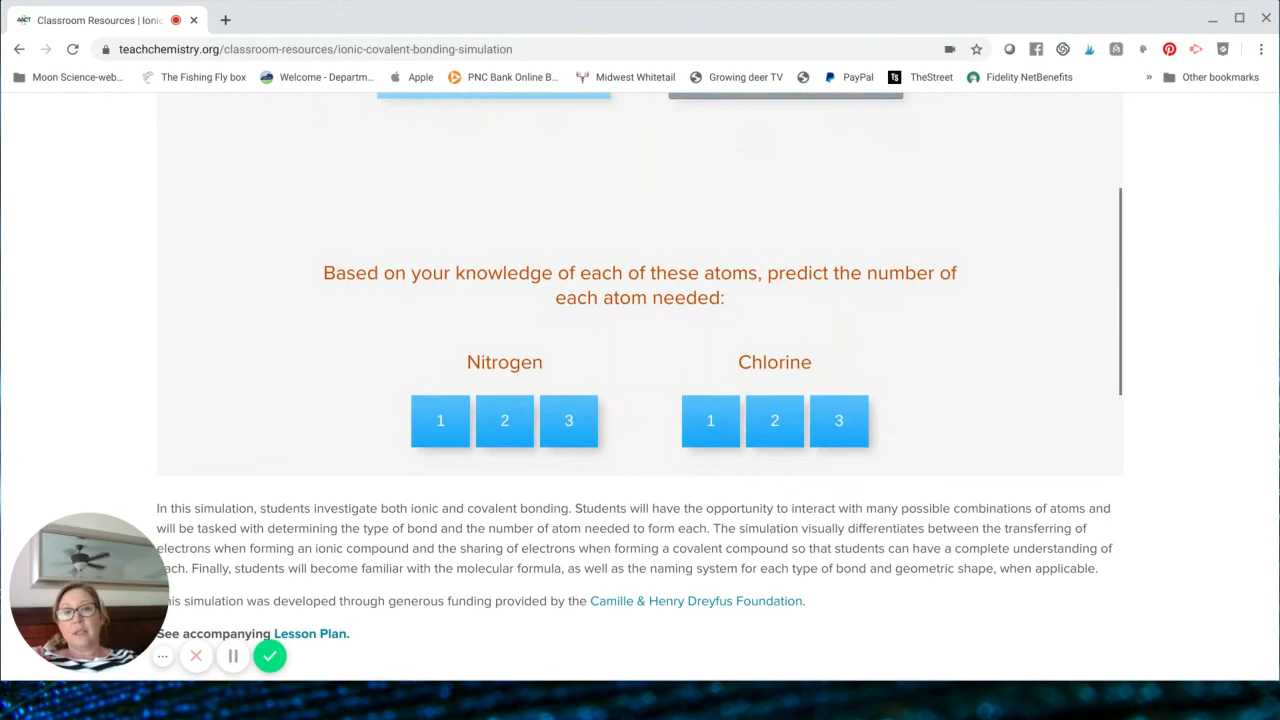 Classroom Resources | Ionic
teachchemistry.org/classroom-resources/ionic-covalent-bonding-simulation
Moon Science-web... The Fishing Fly box Welcome - Departm... Apple PNC Bank Online B... Midwest Whitetail Growing deer TV PayPal Ts TheStreet Fidelity NetBenefits » Other bookmarks
Based on your knowledge of each of these atoms, predict the number of
each atom needed:
Nitrogen Chlorine
1 2 3 1 2 3
In this simulation, students investigate both ionic and covalent bonding. Students will have the opportunity to interact with many possible combinations of atoms and
will be tasked with determining the type of bond and the number of atom needed to form each. The simulation visually differentiates between the transferring of
electrons when forming an ionic compound and the sharing of electrons when forming a covalent compound so that students can have a complete understanding of
each. Finally, students will become familiar with the molecular formula, as well as the naming system for each type of bond and geometric shape, when applicable.
This simulation was developed through generous funding provided by the Camille & Henry Dreyfus Foundation.
See accompanying Lesson Plan.